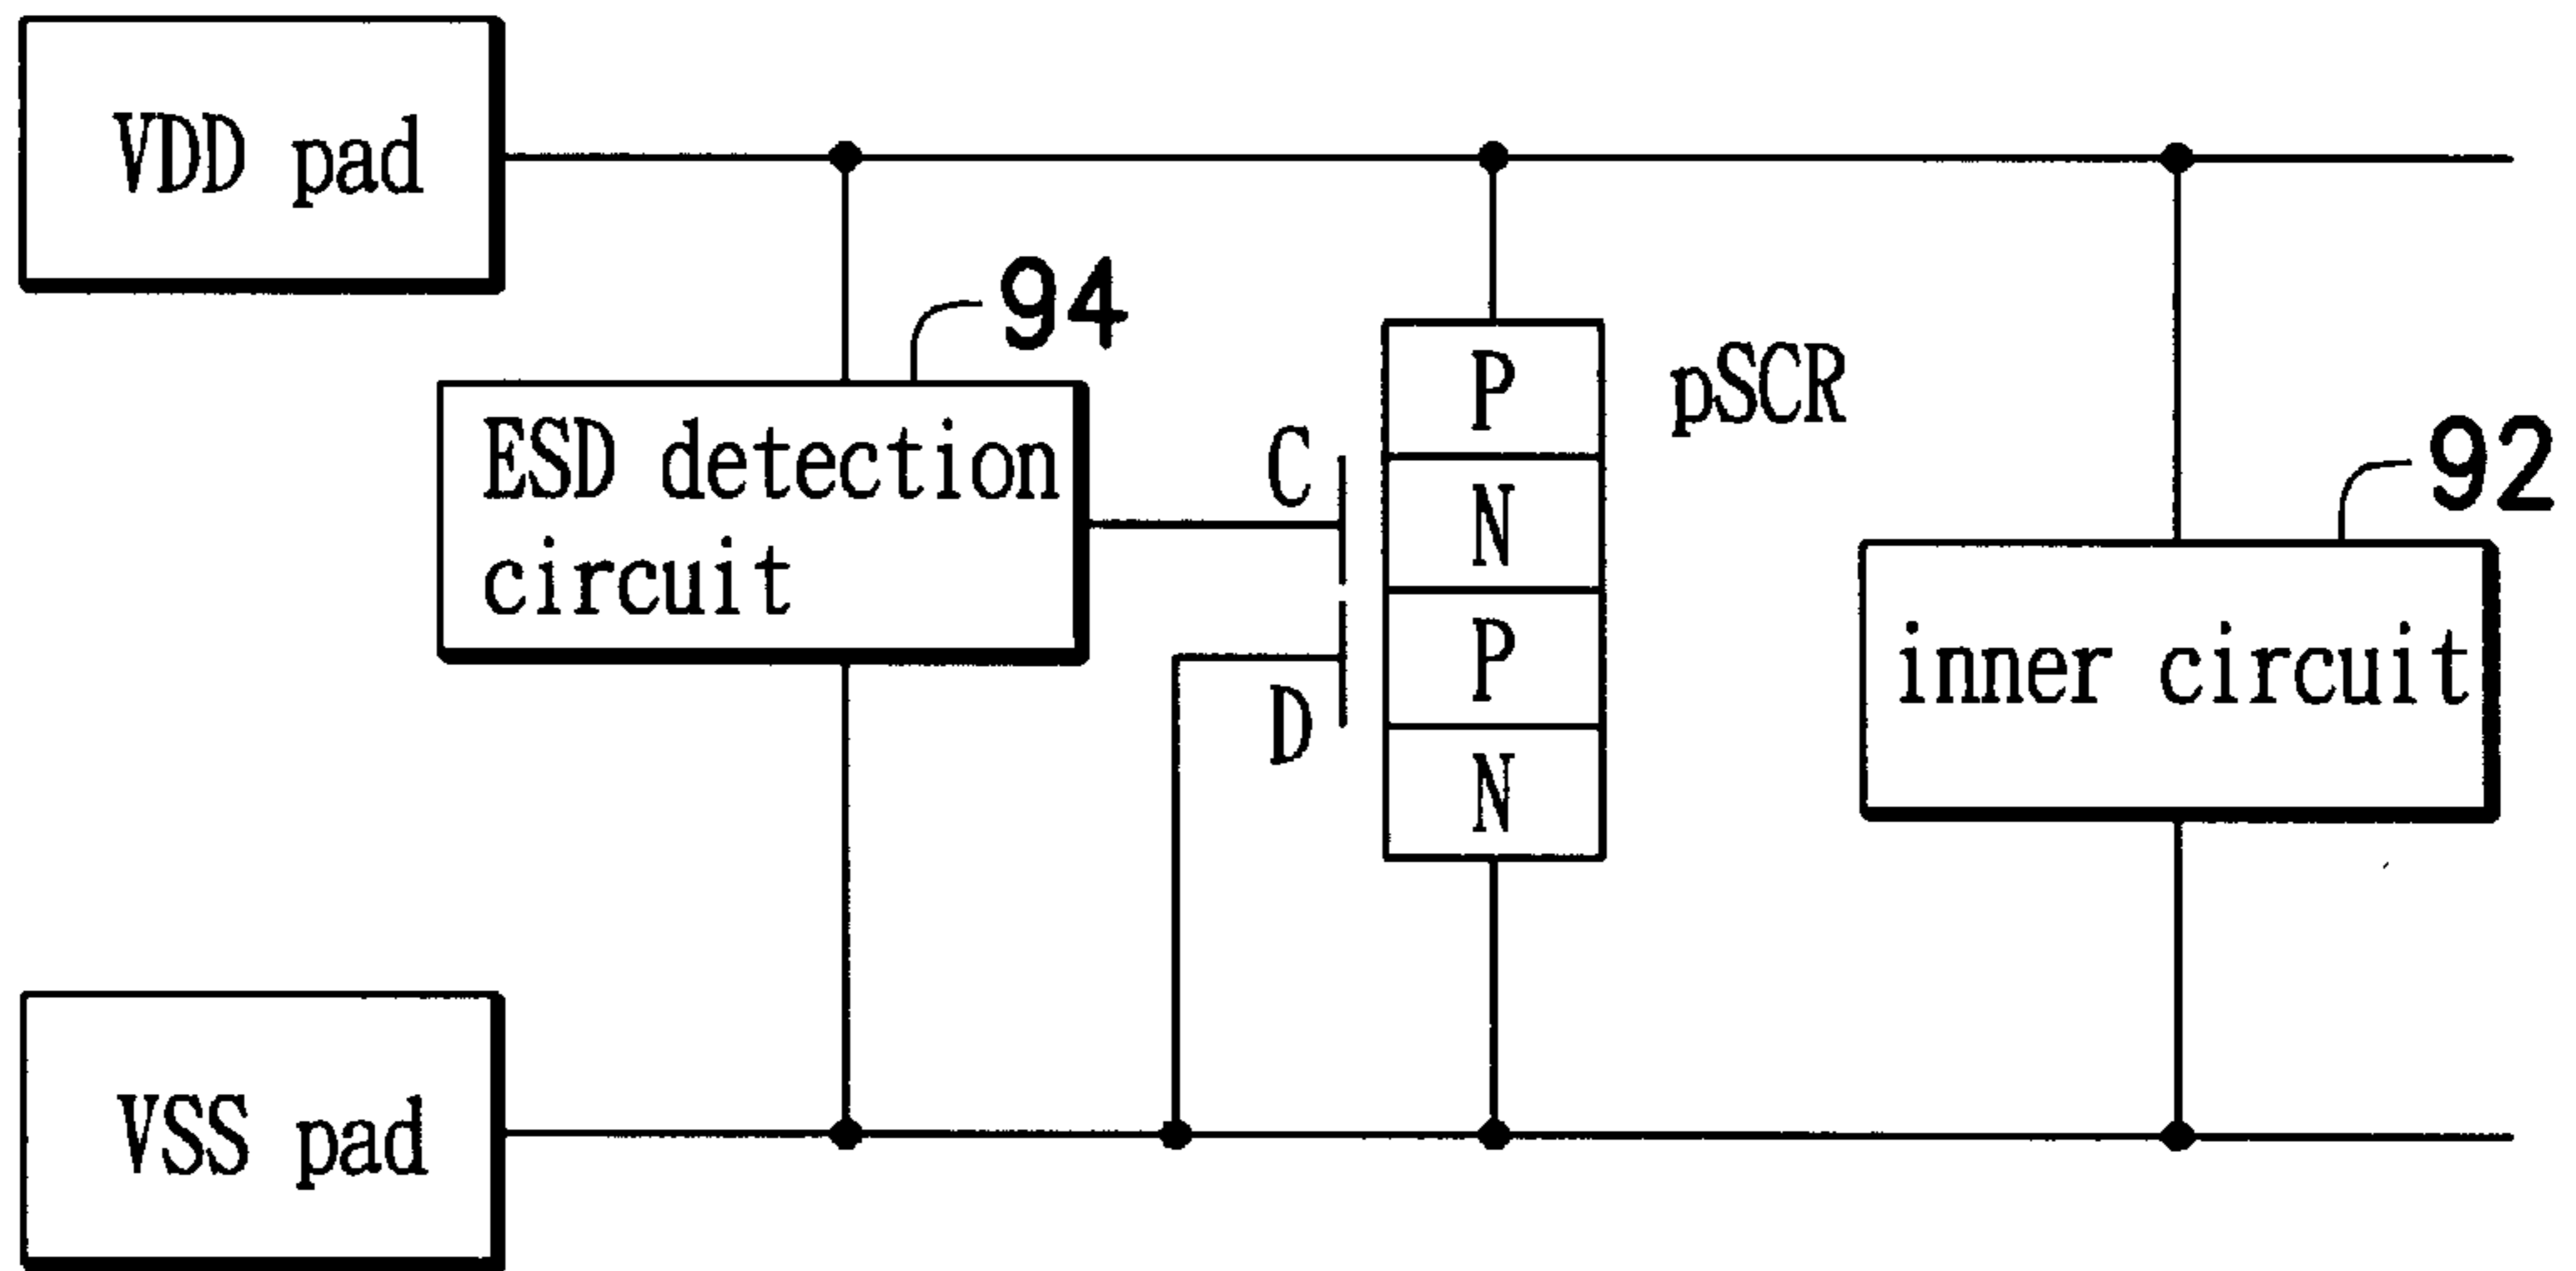 VDD pad
94
P
pSCR
ESD detection
circuit
C
N
92
P
inner circuit
D
N
VSS pad